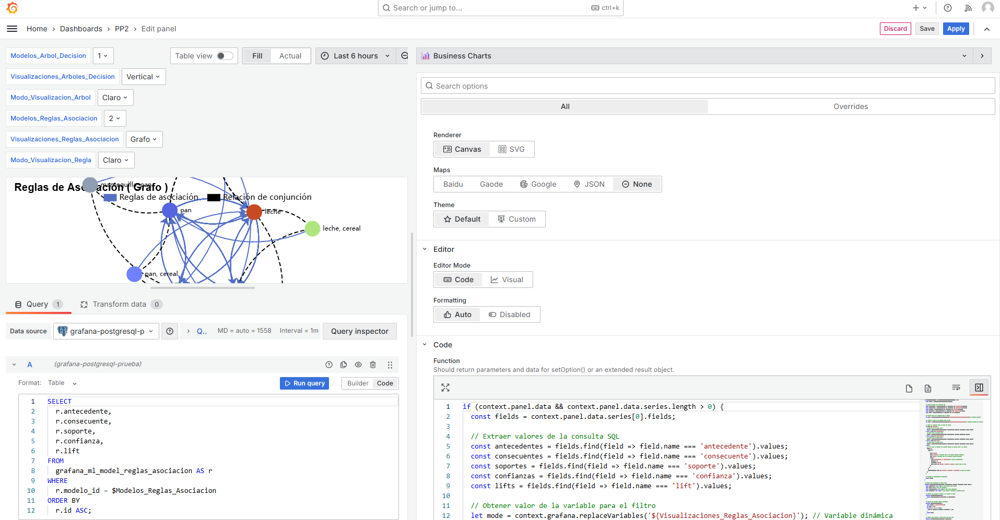 Search or jump to...
ctrl+k
Home › Dashboards › PP2 › Edit panel
Discard
Save
Apply
Modelos_Arbol_Decision
1
Table view
Fill
Actual
Last 6 hours
Visualizaciones_Arboles_Decision
Vertical
Modo_Visualizacion_Arbol
Claro
Modelos_Reglas_Asociacion
2
Visualizaciones_Reglas_Asociacion
Grafo
Modo_Visualizacion_Regla
Claro
Reglas de Asociación ( Grafo )
mantequilla, pan
Reglas de asociación
Relación de conjunción
pan
leche
leche, cereal
pan, cereal
Query 1
Transform data 0
Data source
grafana-postgresql-p
Q..
MD = auto = 1558
Interval = 1m
Query inspector
A
(grafana-postgresql-prueba)
Format: Table
Run query
Builder
Code
1 SELECT
2 r.antecedente,
3 r.consecuente,
4 r.soporte,
5 r.confianza,
6 r.lift
7 FROM
8 grafana_ml_model_reglas_asociacion AS r
9 WHERE
10 r.modelo_id = $Modelos_Reglas_Asociacion
11 ORDER BY
12 r.id ASC;
Business Charts
Search options
All
Overrides
Renderer
Canvas
SVG
Maps
Baidu
Gaode
Google
JSON
None
Theme
Default
Custom
Editor
Editor Mode
Code
Visual
Formatting
Auto
Disabled
Code
Function
Should return parameters and data for setOption() or an extended result object.
1 if (context.panel.data && context.panel.data.series.length > 0) {
2 const fields = context.panel.data.series[0].fields;
3
4 // Extraer valores de la consulta SQL
5 const antecedentes = fields.find(field => field.name === 'antecedente').values;
6 const consecuentes = fields.find(field => field.name === 'consecuente').values;
7 const soportes = fields.find(field => field.name === 'soporte').values;
8 const confianzas = fields.find(field => field.name === 'confianza').values;
9 const lifts = fields.find(field => field.name === 'lift').values;
10
11 // Obtener valor de la variable para el filtro
12 let mode = context.grafana.replaceVariables('${Visualizaciones_Reglas_Asociacion}'); // Variable dinámica